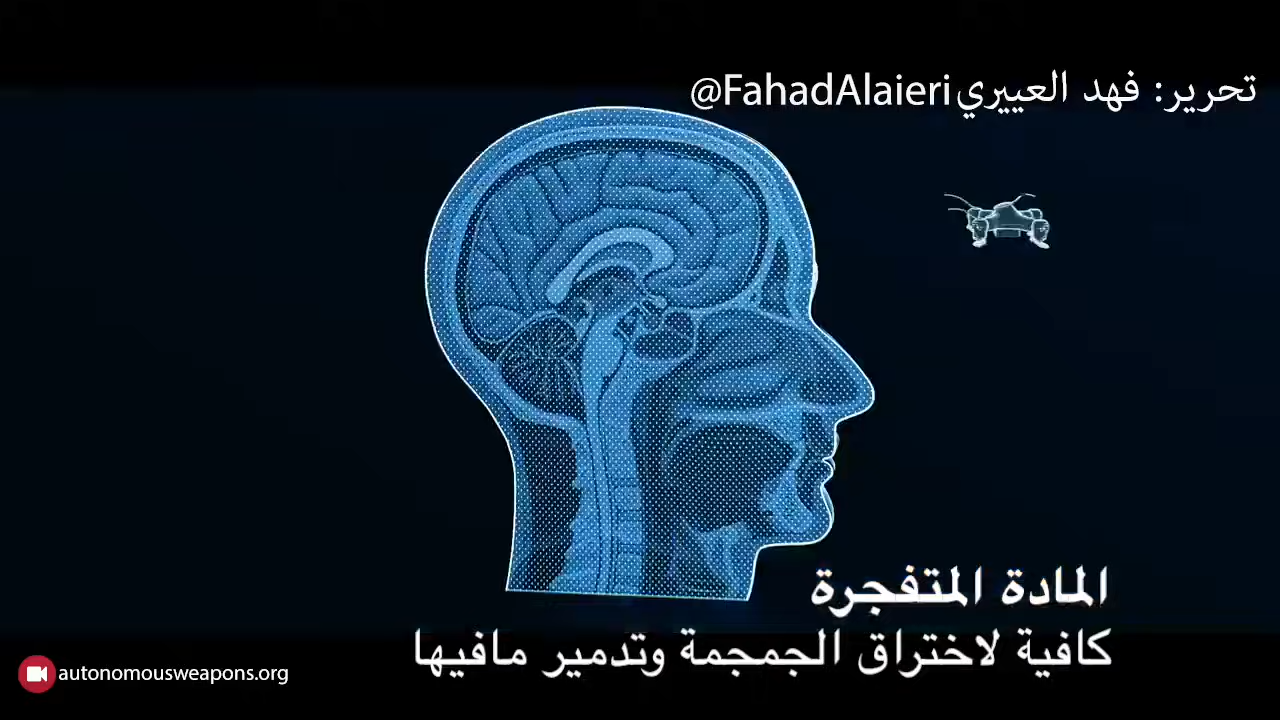 تحرير: فهد العييري@FahadAlaieri
المادة المتفجرة
كافية لاختراق الجمجمة وتدمير مافيها
autonomousweapons.org